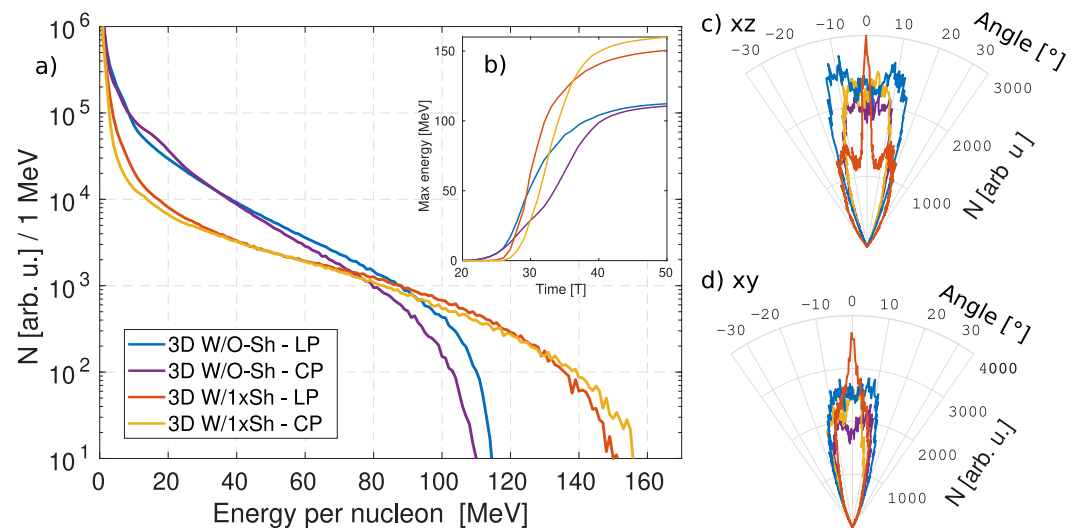 a)
N [arb. u.] / 1 MeV
10^6
10^5
10^4
10^3
10^2
10^1
0
20
40
60
80
100
120
140
160
Energy per nucleon [MeV]
3D W/O-Sh - LP
3D W/O-Sh - CP
3D W/1xSh - LP
3D W/1xSh - CP
b)
Max energy [MeV]
150
100
50
0
20
30
40
50
Time [T]
c) xz
Angle [°]
-30
-20
-10
0
10
20
30
3000
2000
1000
N [arb. u]
d) xy
Angle [°]
-30
-20
-10
0
10
20
30
4000
3000
2000
1000
N [arb. u.]